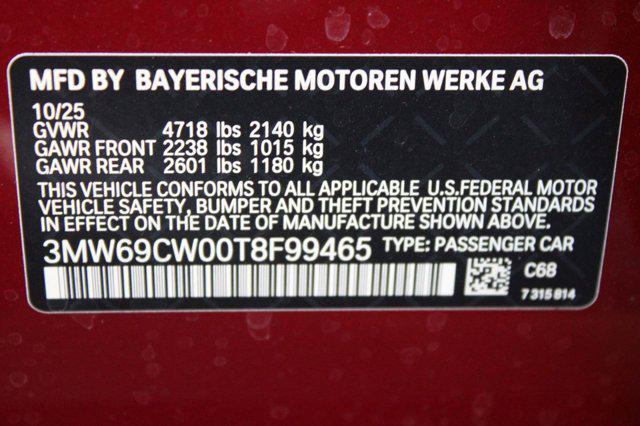 MFD BY BAYERISCHE MOTOREN WERKE AG
10/25
GVWR 4718 lbs 2140 kg
GAWR FRONT 2238 lbs 1015 kg
GAWR REAR 2601 lbs 1180 kg
THIS VEHICLE CONFORMS TO ALL APPLICABLE U.S.FEDERAL MOTOR
VEHICLE SAFETY, BUMPER AND THEFT PREVENTION STANDARDS
IN EFFECT ON THE DATE OF MANUFACTURE SHOWN ABOVE.
3MW69CW00T8F99465 TYPE: PASSENGER CAR
C68
7 315 814